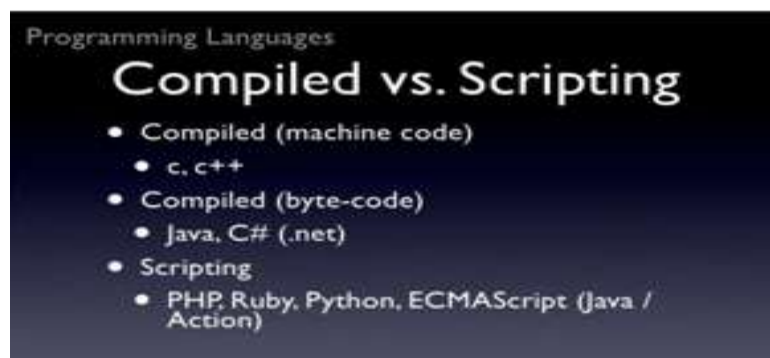 Programming Languages
Compiled vs. Scripting
• Compiled (machine code)
• c, c++
• Compiled (byte-code)
• Java, C# (.net)
• Scripting
• PHP, Ruby, Python, ECMAScript (Java /
Action)